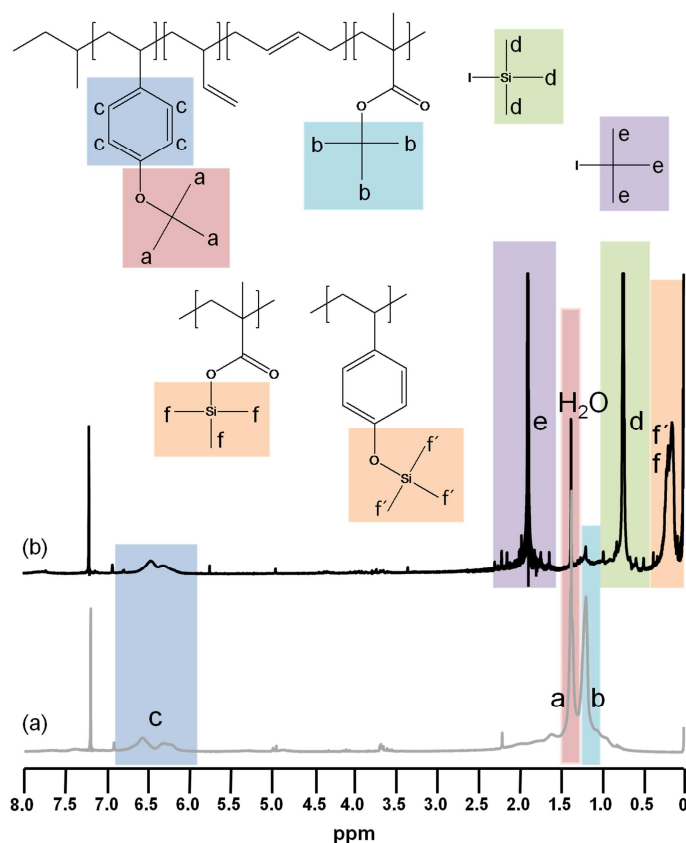 d
I Si d
d
C C
C C
O
O O
b b
b
e
I e
e
a
a
a
O
O O
f Si f
f
O Si f´
f´ f´
e
H2O
d
f´
f
(b)
(a)
c
a
b
8.0 7.5 7.0 6.5 6.0 5.5 5.0 4.5 4.0 3.5 3.0 2.5 2.0 1.5 1.0 0.5 0
ppm